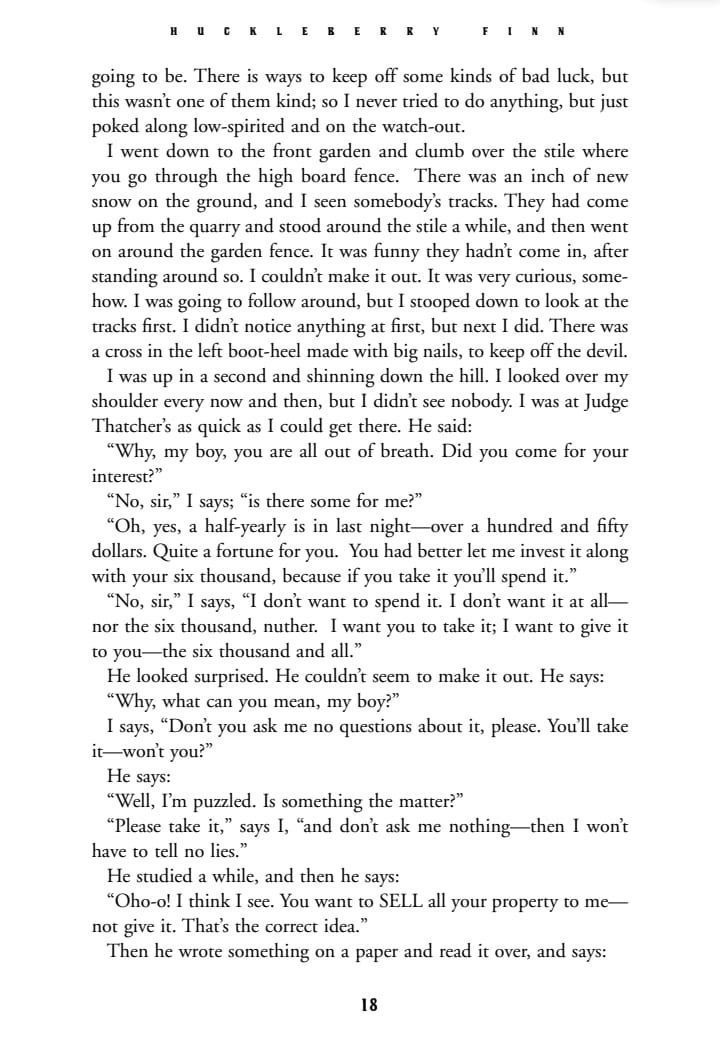 HUCKLEBERRY FINN
going to be. There is ways to keep off some kinds of bad luck, but
this wasn’t one of them kind; so I never tried to do anything, but just
poked along low-spirited and on the watch-out.
I went down to the front garden and clumb over the stile where
you go through the high board fence. There was an inch of new
snow on the ground, and I seen somebody’s tracks. They had come
up from the quarry and stood around the stile a while, and then went
on around the garden fence. It was funny they hadn’t come in, after
standing around so. I couldn’t make it out. It was very curious, some-
how. I was going to follow around, but I stooped down to look at the
tracks first. I didn’t notice anything at first, but next I did. There was
a cross in the left boot-heel made with big nails, to keep off the devil.
I was up in a second and shinning down the hill. I looked over my
shoulder every now and then, but I didn’t see nobody. I was at Judge
Thatcher’s as quick as I could get there. He said:
“Why, my boy, you are all out of breath. Did you come for your
interest?”
“No, sir,” I says; “is there some for me?”
“Oh, yes, a half-yearly is in last night—over a hundred and fifty
dollars. Quite a fortune for you. You had better let me invest it along
with your six thousand, because if you take it you’ll spend it.”
“No, sir,” I says, “I don’t want to spend it. I don’t want it at all—
nor the six thousand, nuther. I want you to take it; I want to give it
to you—the six thousand and all.”
He looked surprised. He couldn’t seem to make it out. He says:
“Why, what can you mean, my boy?”
I says, “Don’t you ask me no questions about it, please. You’ll take
it—won’t you?”
He says:
“Well, I’m puzzled. Is something the matter?”
“Please take it,” says I, “and don’t ask me nothing—then I won’t
have to tell no lies.”
He studied a while, and then he says:
“Oho-o! I think I see. You want to SELL all your property to me—
not give it. That’s the correct idea.”
Then he wrote something on a paper and read it over, and says:
18